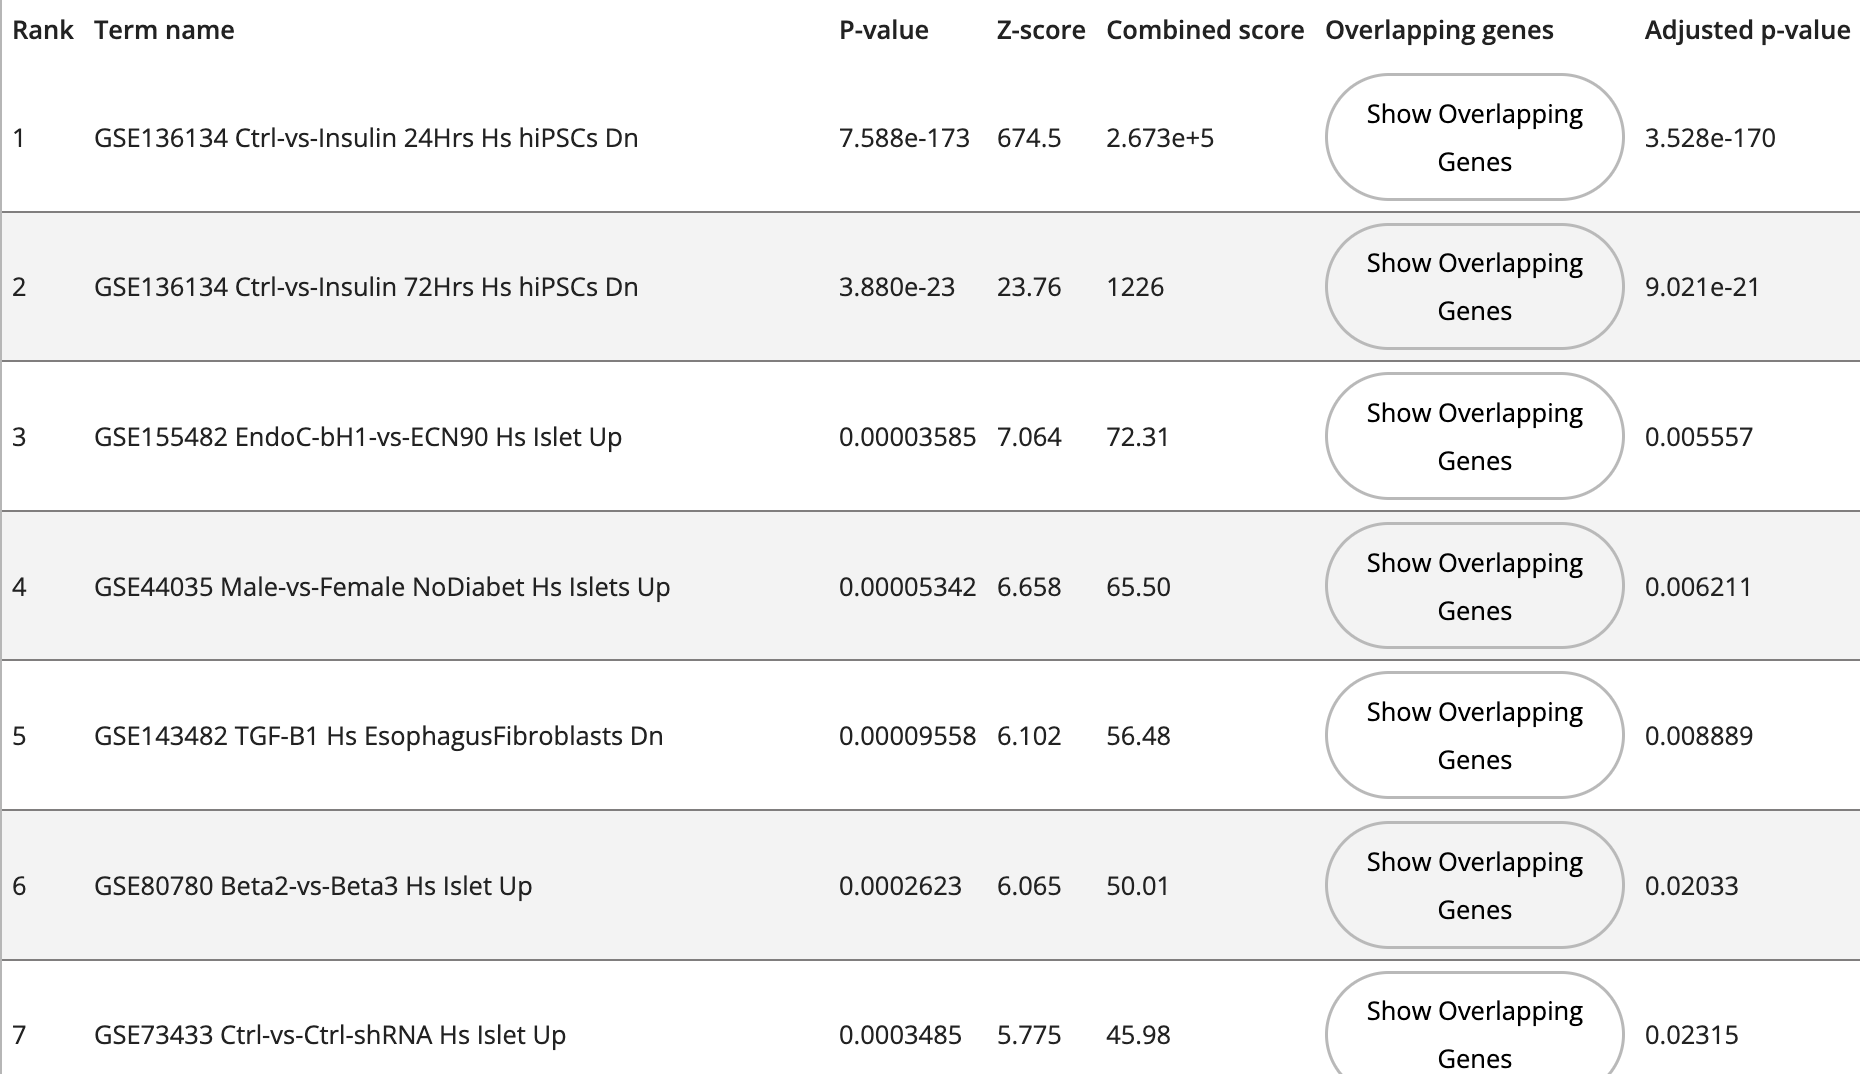 Rank Term name P-value Z-score Combined score Overlapping genes Adjusted p-value
1 GSE136134 Ctrl-vs-Insulin 24Hrs Hs hiPSCs Dn 7.588e-173 674.5 2.673e+5 Show Overlapping Genes 3.528e-170
2 GSE136134 Ctrl-vs-Insulin 72Hrs Hs hiPSCs Dn 3.880e-23 23.76 1226 Show Overlapping Genes 9.021e-21
3 GSE155482 EndoC-bH1-vs-ECN90 Hs Islet Up 0.00003585 7.064 72.31 Show Overlapping Genes 0.005557
4 GSE44035 Male-vs-Female NoDiabet Hs Islets Up 0.00005342 6.658 65.50 Show Overlapping Genes 0.006211
5 GSE143482 TGF-B1 Hs EsophagusFibroblasts Dn 0.00009558 6.102 56.48 Show Overlapping Genes 0.008889
6 GSE80780 Beta2-vs-Beta3 Hs Islet Up 0.0002623 6.065 50.01 Show Overlapping Genes 0.02033
7 GSE73433 Ctrl-vs-Ctrl-shRNA Hs Islet Up 0.0003485 5.775 45.98 Show Overlapping Genes 0.02315